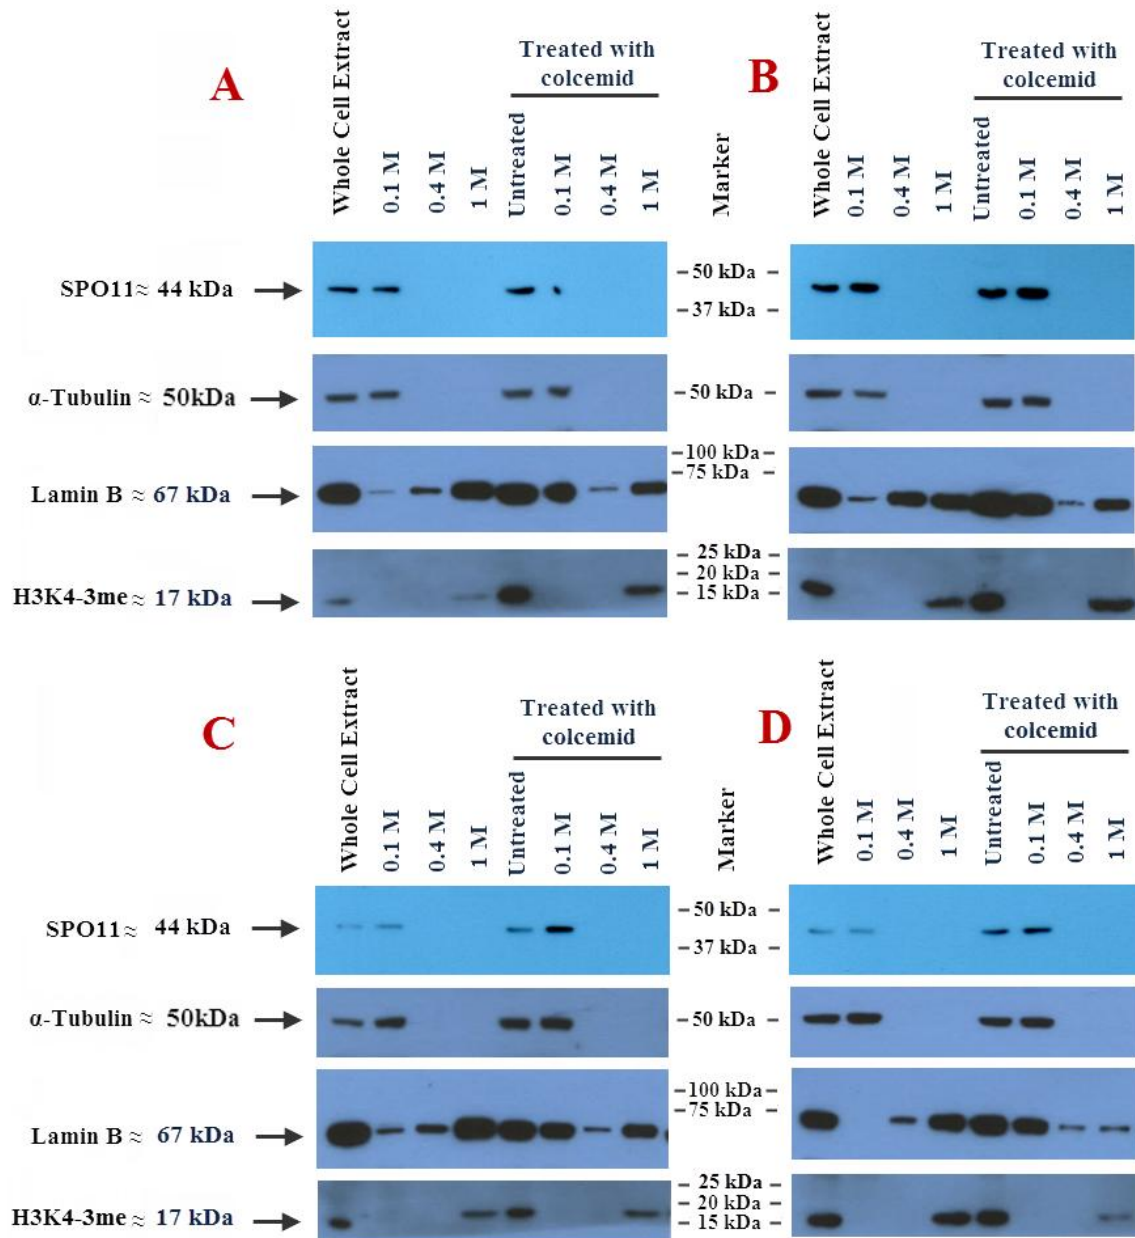 A
Whole Cell Extract
0.1 M
0.4 M
1 M
Treated with
colcemid
Untreated
0.1 M
0.4 M
1 M
Marker
B
Whole Cell Extract
0.1 M
0.4 M
1 M
Treated with
colcemid
Untreated
0.1 M
0.4 M
1 M
SPO11≈ 44 kDa
– 50 kDa –
– 37 kDa –
α-Tubulin ≈ 50kDa
– 50 kDa –
Lamin B ≈ 67 kDa
–100 kDa–
–75 kDa –
H3K4-3me≈ 17 kDa
– 25 kDa –
– 20 kDa –
– 15 kDa –
C
Whole Cell Extract
0.1 M
0.4 M
1 M
Treated with
colcemid
Untreated
0.1 M
0.4 M
1 M
Marker
D
Whole Cell Extract
0.1 M
0.4 M
1 M
Treated with
colcemid
Untreated
0.1 M
0.4 M
1 M
SPO11≈ 44 kDa
– 50 kDa –
– 37 kDa –
α-Tubulin ≈ 50kDa
– 50 kDa –
Lamin B ≈ 67 kDa
–100 kDa–
–75 kDa –
H3K4-3me≈ 17 kDa
– 25 kDa –
– 20 kDa –
– 15 kDa –